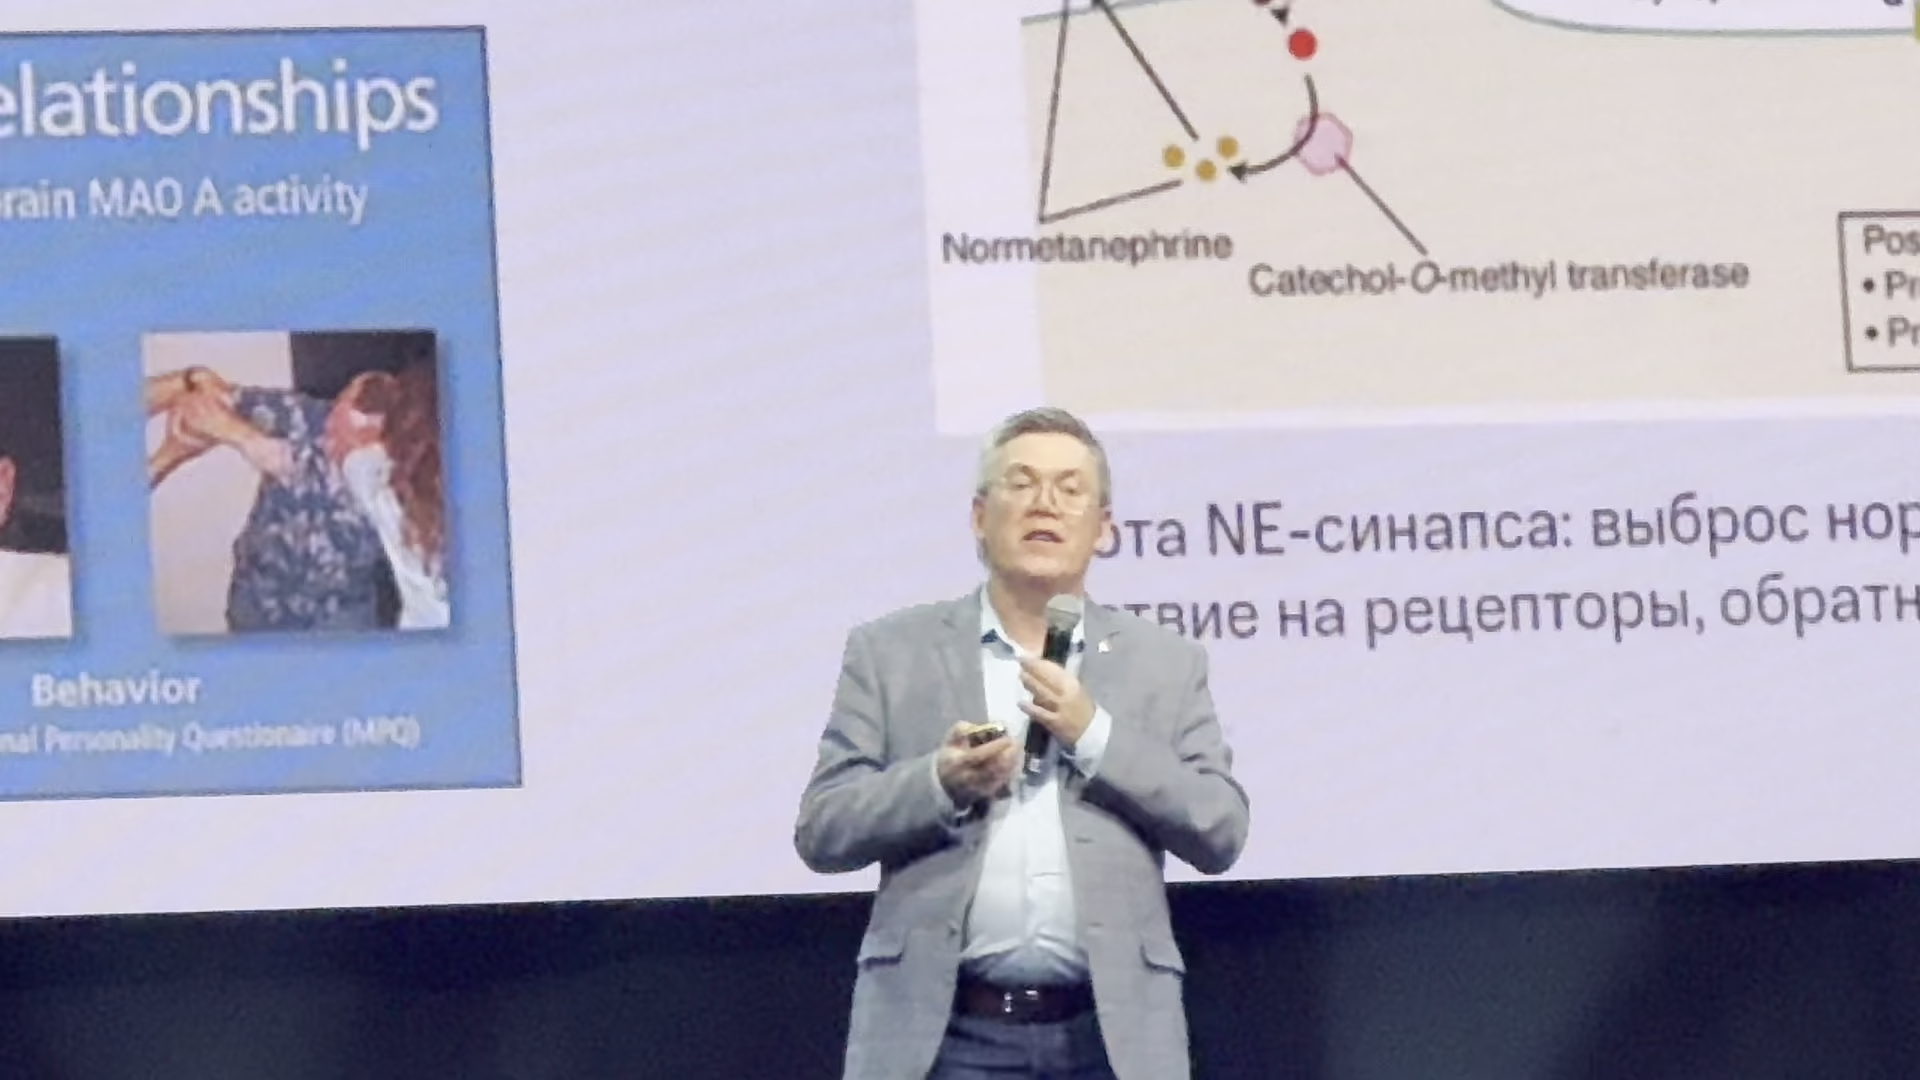 elationships
rain MAO A activity
Behavior
nal Personality Questionaire (MPQ)
Normetanephrine
Catechol-O-methyl transferase
Pos
• Pr
• Pr
ота NE-синапса: выброс нор
твие на рецепторы, обратн